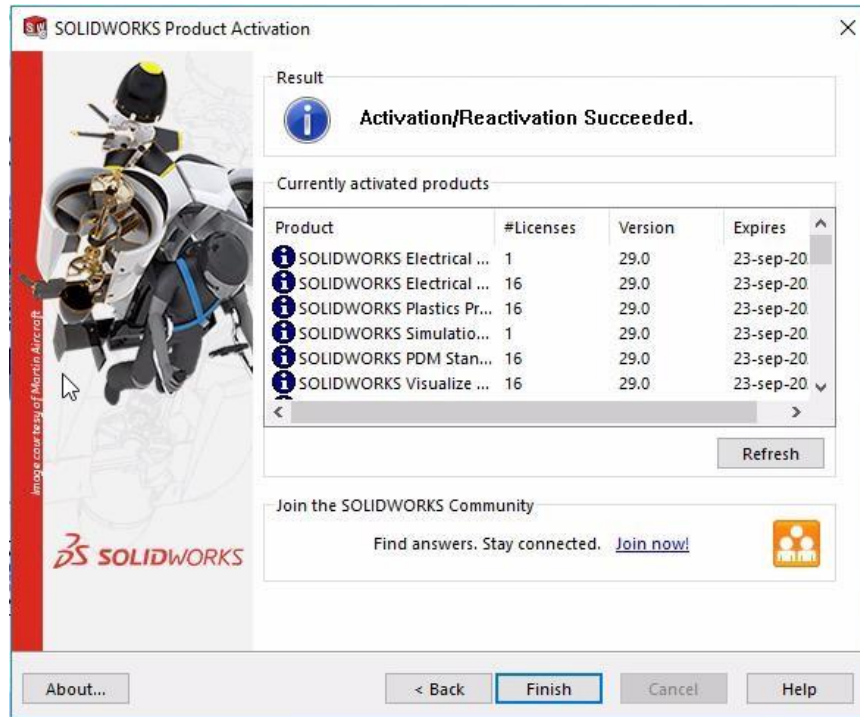 SOLIDWORKS Product Activation
Result
Activation/Reactivation Succeeded.
Currently activated products
Product #Licenses Version Expires
SOLIDWORKS Electrical ... 1 29.0 23-sep-20
SOLIDWORKS Electrical ... 16 29.0 23-sep-20
SOLIDWORKS Plastics Pr... 16 29.0 23-sep-20
SOLIDWORKS Simulatio... 1 29.0 23-sep-20
SOLIDWORKS PDM Stan... 16 29.0 23-sep-20
SOLIDWORKS Visualize ... 16 29.0 23-sep-20
Refresh
Join the SOLIDWORKS Community
Find answers. Stay connected. Join now!
Image courtesy of Martin Aircraft
SOLIDWORKS
About... < Back Finish Cancel Help